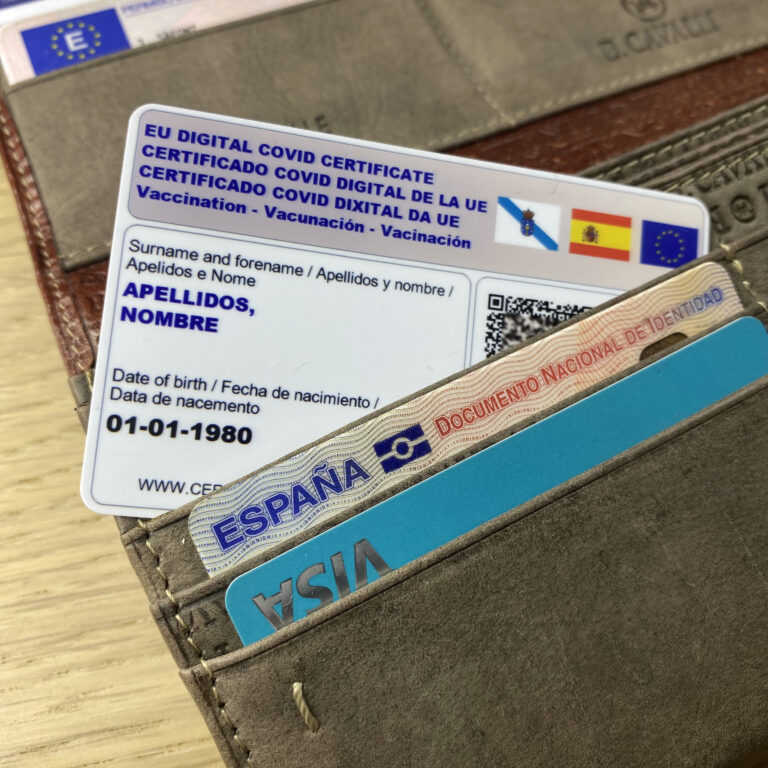 E
D.CAVALLI
EU DIGITAL COVID CERTIFICATE
CERTIFICADO COVID DIGITAL DE LA UE
CERTIFICADO COVID DIXITAL DA UE
Vaccination - Vacunación - Vacinación
Surname and forename / Apellidos y nombre /
Apelidos e Nome
APELLIDOS,
NOMBRE
Date of birth / Fecha de nacimiento /
Data de nacemento
01-01-1980
ESPAÑA
DOCUMENTO NACIONAL DE IDENTIDAD
VISA